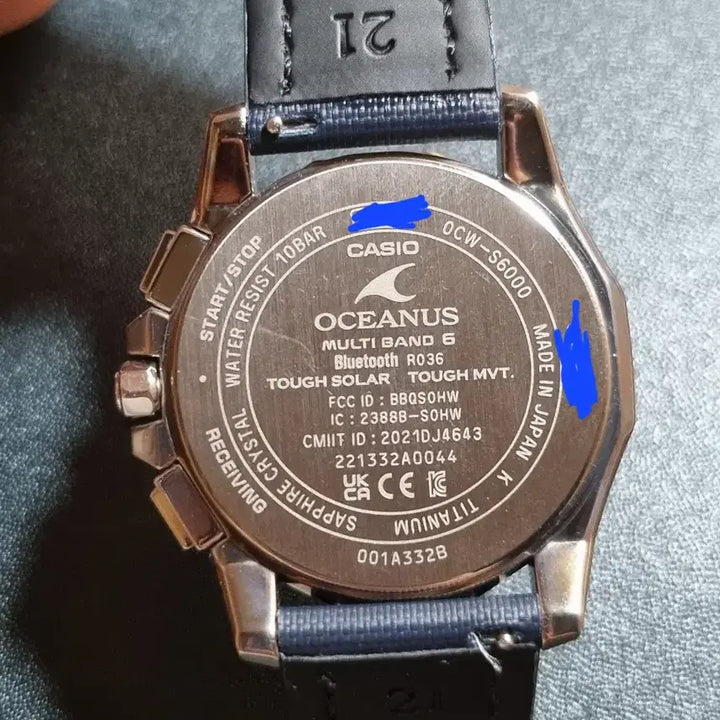 21
START/STOP
WATER RESIST 10BAR
OCW-S6000
CASIO
OCEANUS
MULTI BAND 6
Bluetooth R036
TOUGH SOLAR TOUGH MVT.
FCC ID : BBQSOHW
IC : 2388B-SOHW
CMIIT ID : 2021DJ4643
221332A0044
UK CA CE
MADE IN JAPAN K
TITANIUM
SAPPHIRE CRYSTAL
RECEIVING
001A332B
21